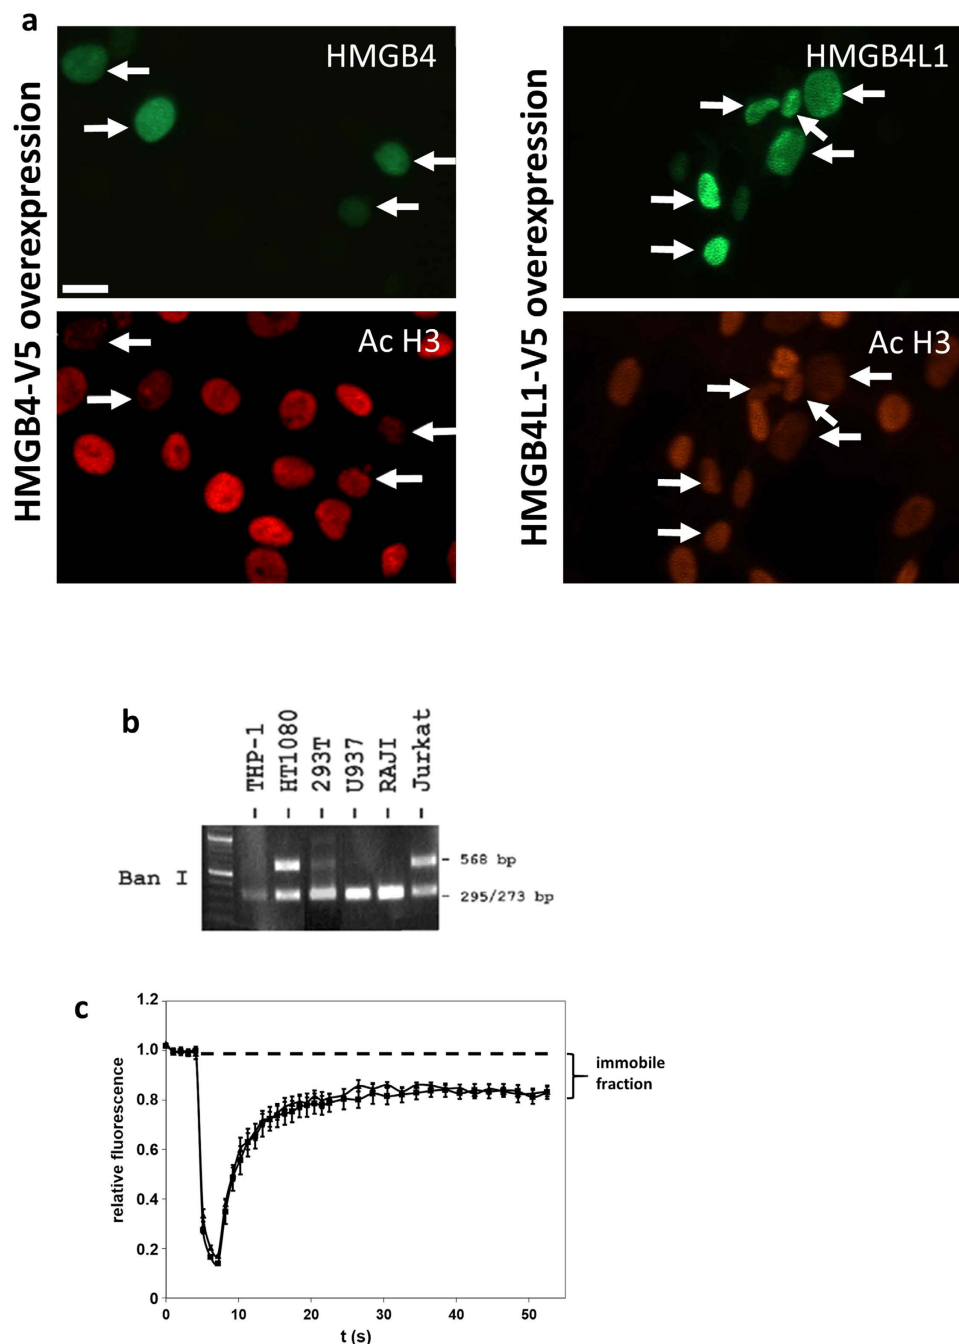 a
HMGB4-V5 overexpression
HMGB4
Ac H3
HMGB4L1-V5 overexpression
HMGB4L1
Ac H3
b
THP-1
HT1080
293T
U937
RAJI
Jurkat
- - - - - -
Ban I
- 568 bp
- 295/273 bp
c
relative fluorescence
1.2
1.0
0.8
0.6
0.4
0.2
0
0 10 20 30 40 50
t (s)
immobile
fraction